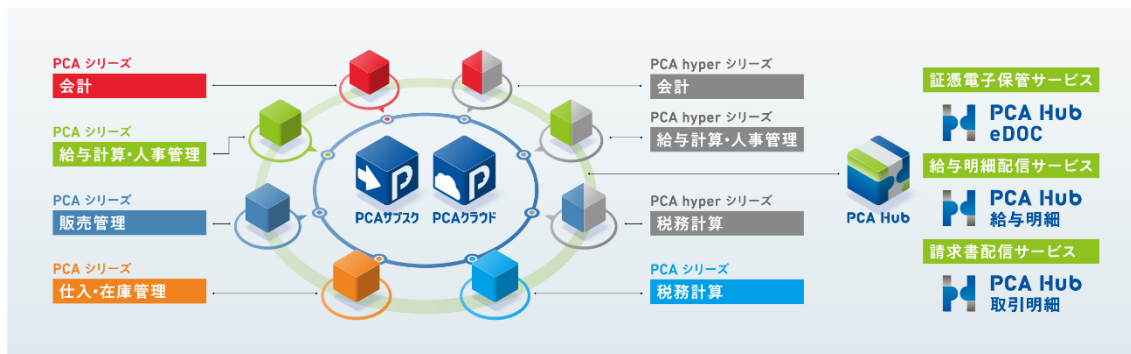 PCA シリーズ
会計
PCA シリーズ
給与計算・人事管理
PCA シリーズ
販売管理
PCA シリーズ
仕入・在庫管理
PCAサブスク
PCAクラウド
PCA hyper シリーズ
会計
PCA hyper シリーズ
給与計算・人事管理
PCA hyper シリーズ
税務計算
PCA シリーズ
税務計算
PCA Hub
証憑電子保管サービス
PCA Hub
eDOC
給与明細配信サービス
PCA Hub
給与明細
請求書配信サービス
PCA Hub
取引明細